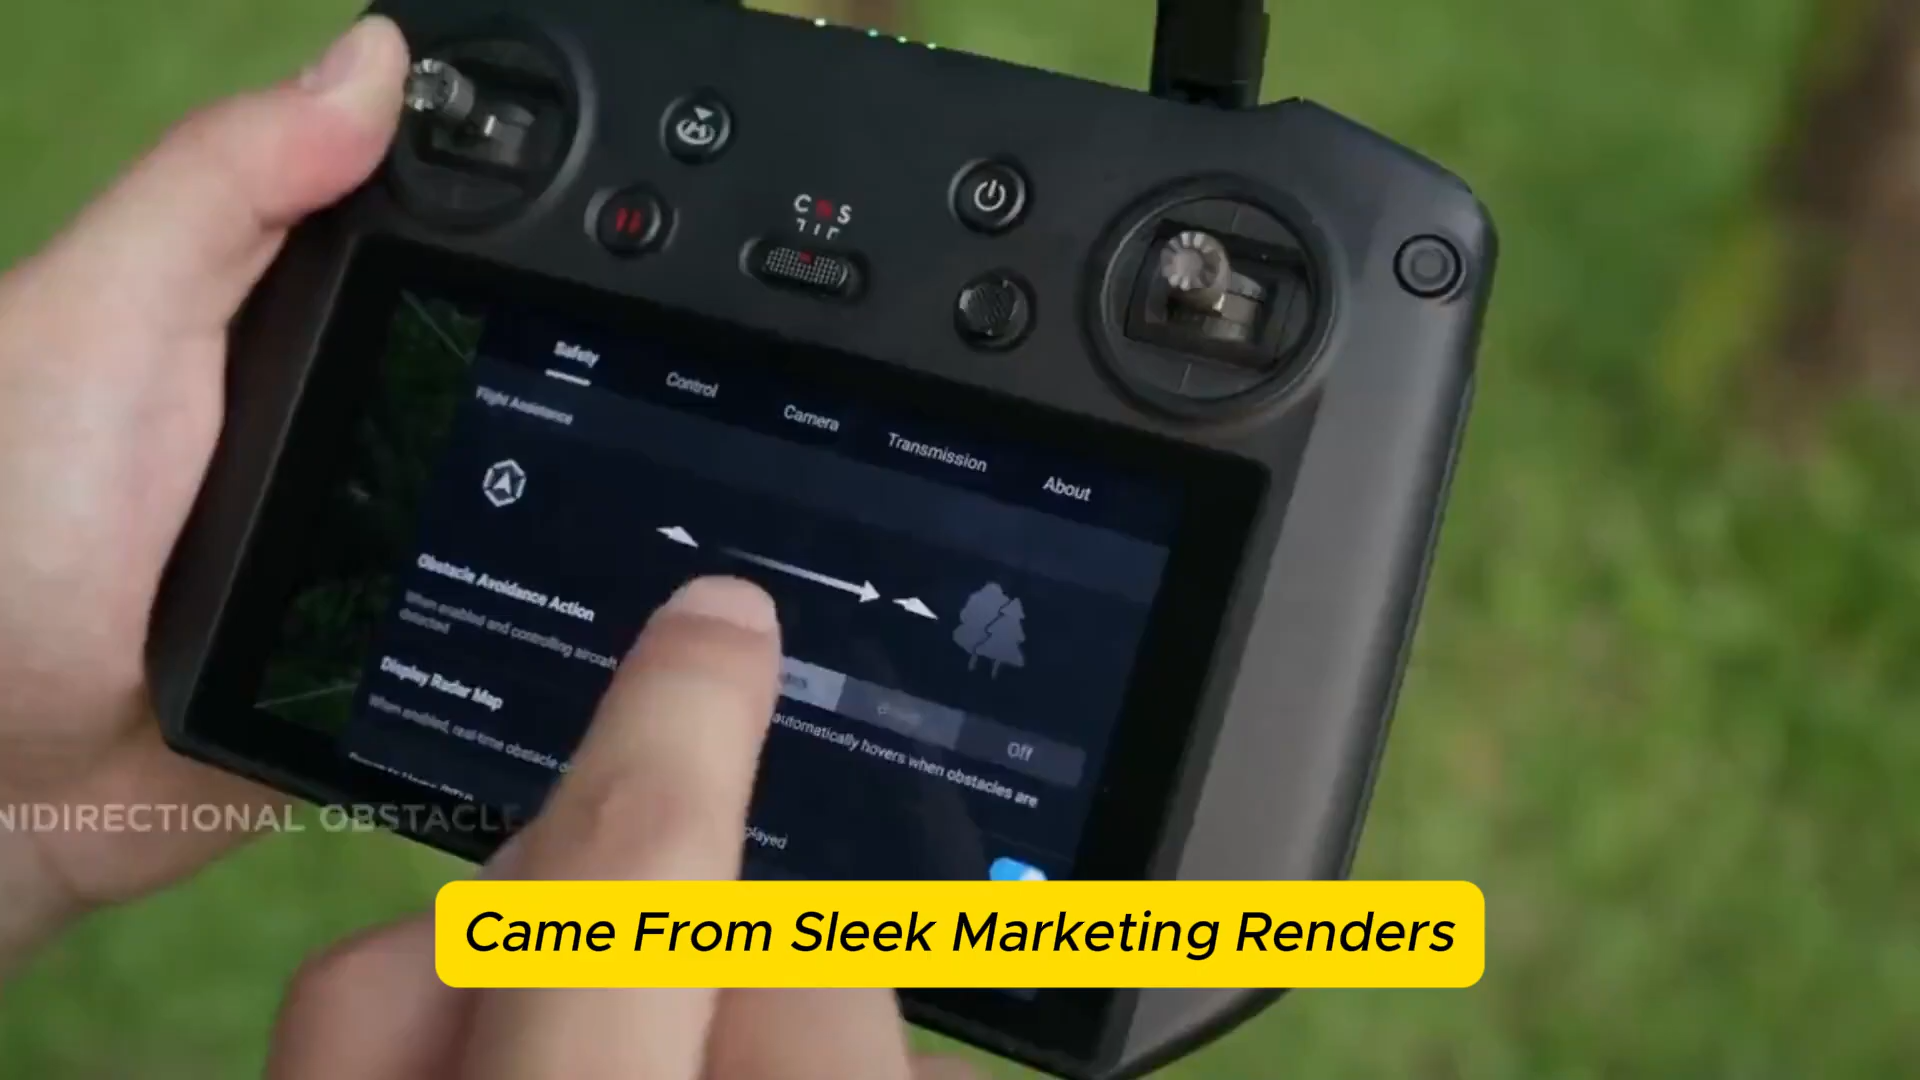 C N S
Safety
Control
Camera
Transmission
About
Flight Assistance
Obstacle Avoidance Action
When enabled and controlling aircraft
detected
Off
automatically hovers when obstacles are
Display Radar Map
When enabled, real-time obstacle
played
NIDIRECTIONAL OBSTACLE
Came From Sleek Marketing Renders